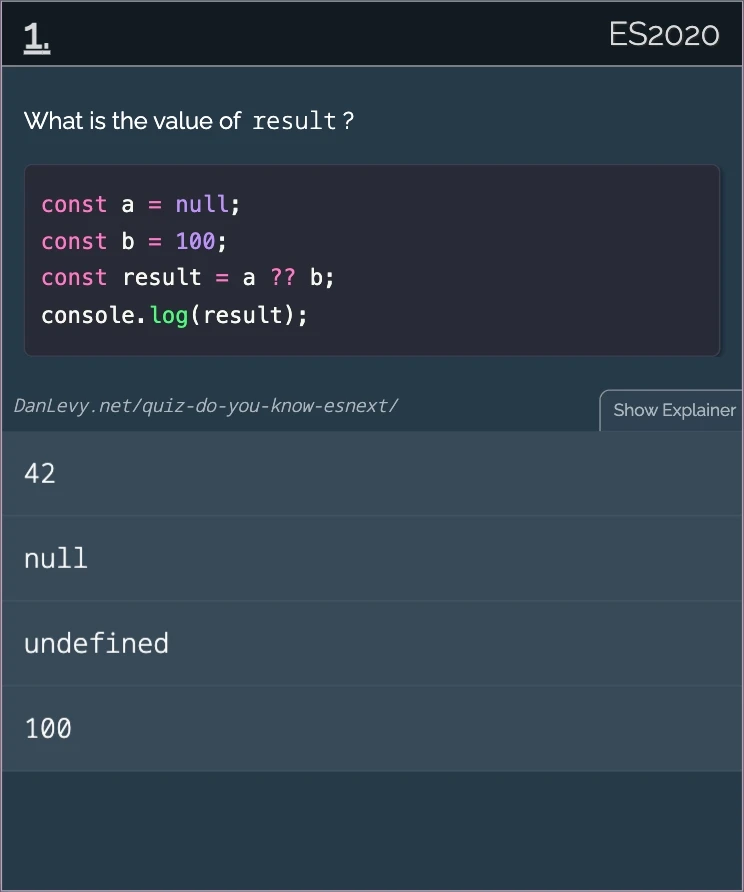 1.
ES2020
What is the value of result?
const a = null;
const b = 100;
const result = a ?? b;
console.log(result);
DanLevy.net/quiz-do-you-know-esnext/
Show Explainer
42
null
undefined
100